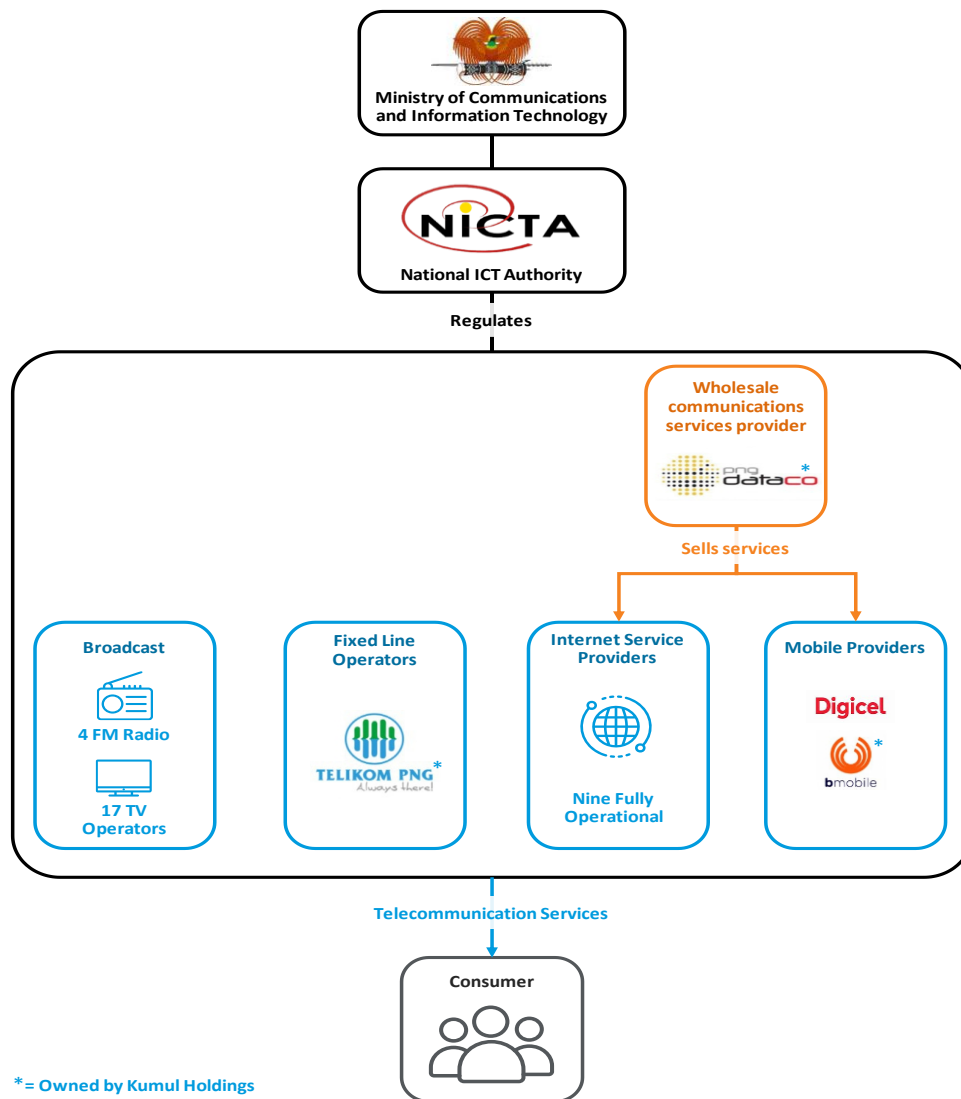 Ministry of Communications
and Information Technology
NICTA
National ICT Authority
Regulates
Wholesale
communications
services provider
png
dataco *
Sells services
Broadcast
4 FM Radio
17 TV
Operators
Fixed Line
Operators
TELIKOM PNG *
Always there!
Internet Service
Providers
Nine Fully
Operational
Mobile Providers
Digicel
*
bmobile
Telecommunication Services
Consumer
*= Owned by Kumul Holdings